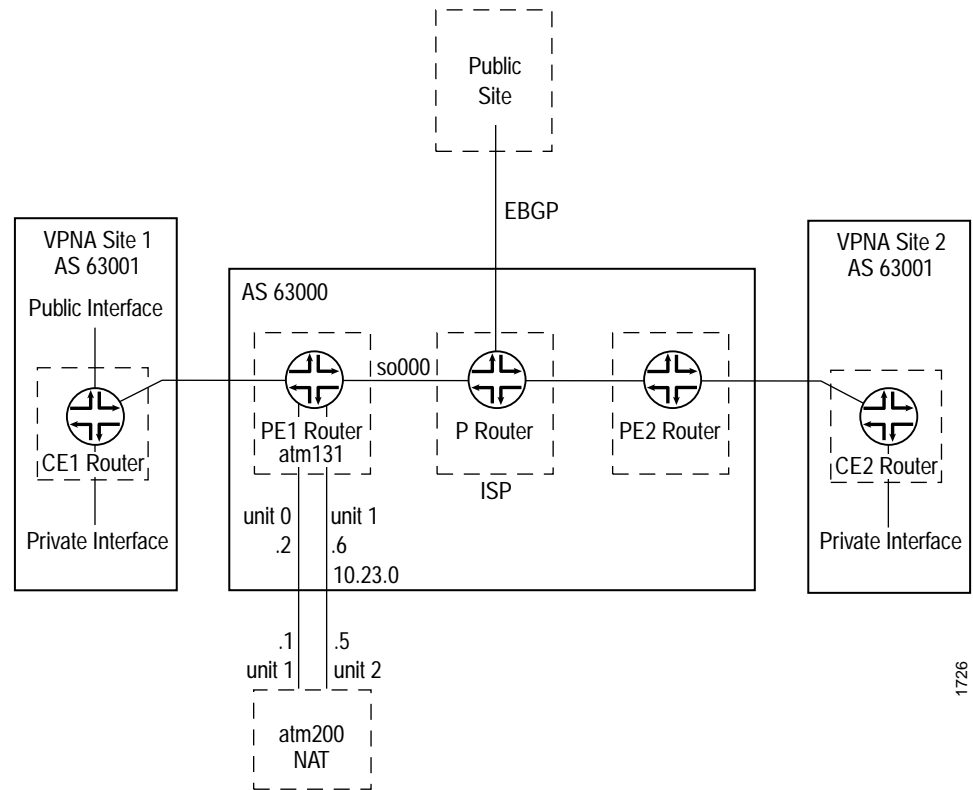 Public
Site
EBGP
VPNA Site 1
AS 63001
Public Interface
CE1 Router
Private Interface
AS 63000
PE1 Router
atm131
so000
P Router
ISP
PE2 Router
VPNA Site 2
AS 63001
CE2 Router
Private Interface
unit 0
unit 1
.2
.6
10.23.0
.1
.5
unit 1
unit 2
atm200
NAT
1726